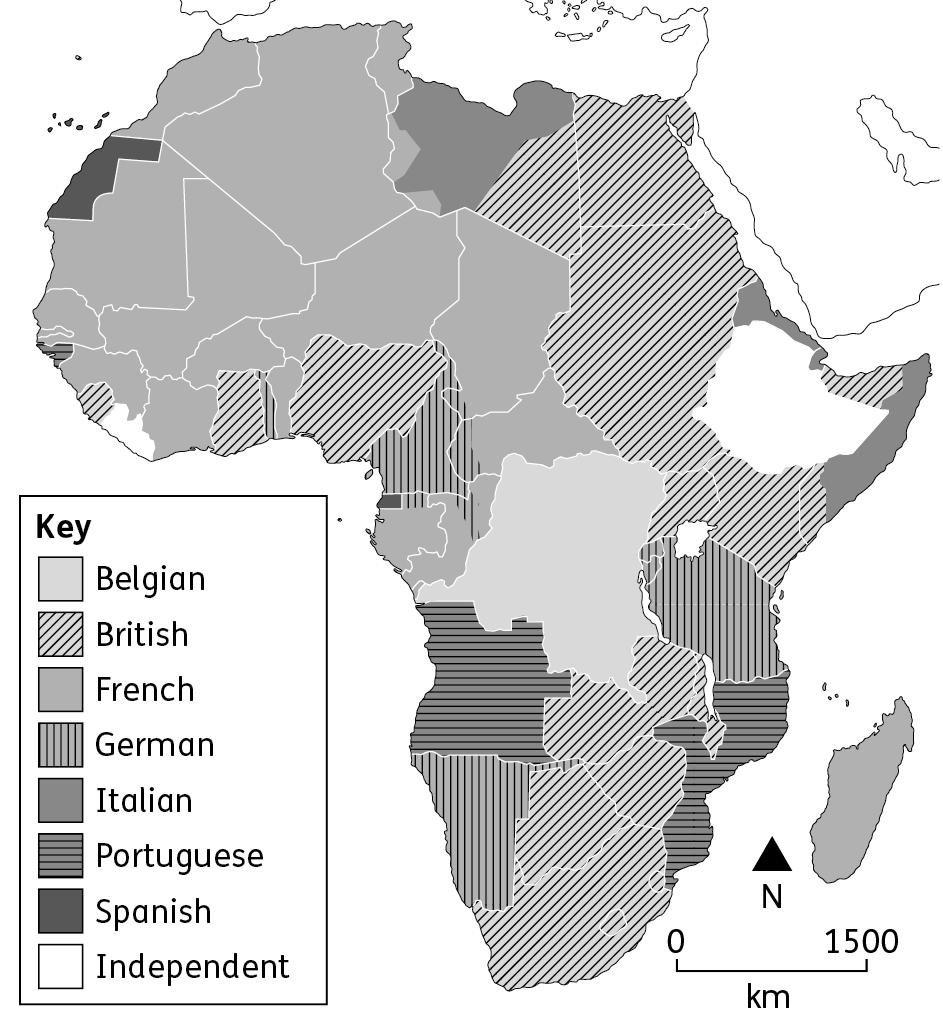 Key
Belgian
British
French
German
Italian
Portuguese
Spanish
Independent
N
0 1500
km